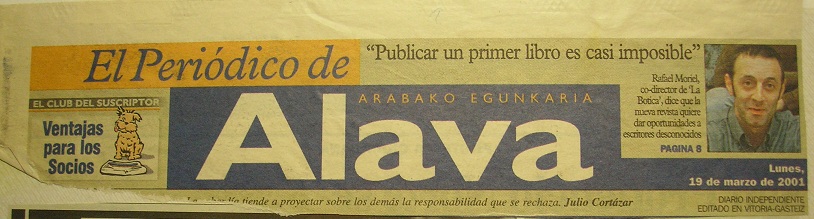 El Periódico de
Alava
ARABAKO EGUNKARIA
EL CLUB DEL SUSCRIPTOR
Ventajas
para los
Socios
“Publicar un primer libro es casi imposible”
Rafael Moriel,
co-director de ‘La
Botica’, dice que la
nueva revista quiere
dar oportunidades a
escritores desconocidos
PAGINA 8
Lunes,
19 de marzo de 2001
tiende a proyectar sobre los demás la responsabilidad que se rechaza. Julio Cortázar
DIARIO INDEPENDIENTE
EDITADO EN VITORIA-GASTEIZ